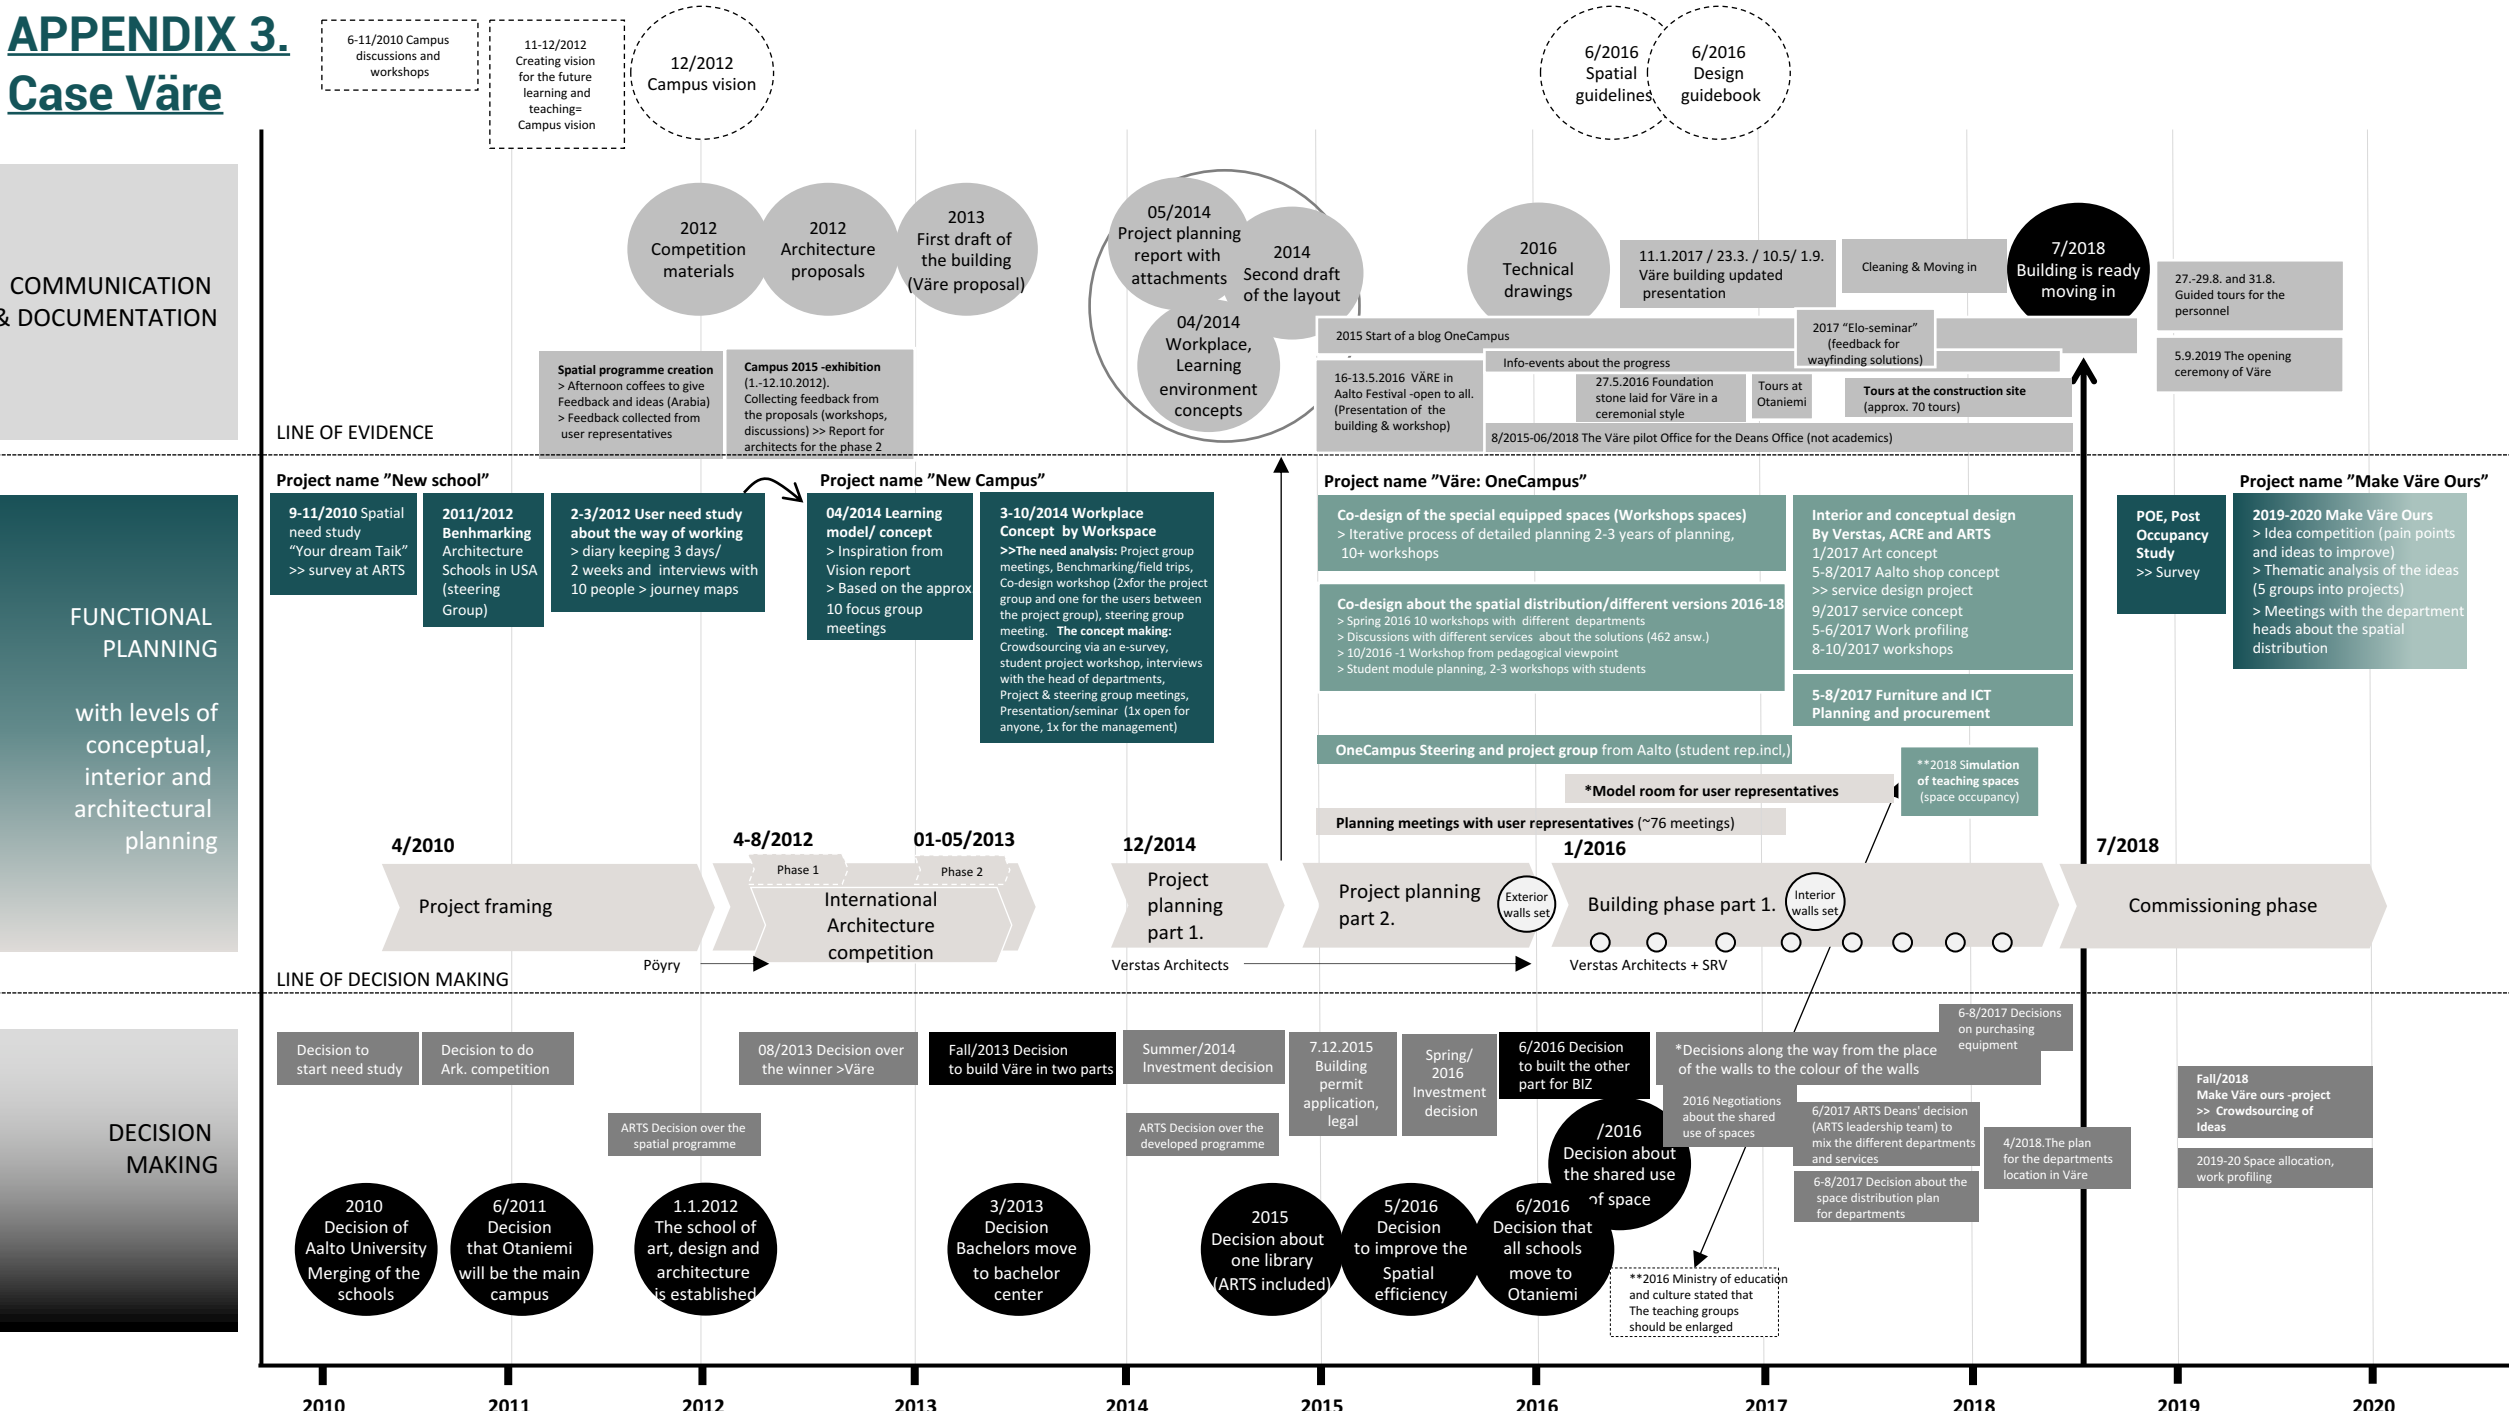 APPENDIX 3.
Case Väre
6-11/2010 Campus
discussions and
workshops
11-12/2012
Creating vision
for the future
learning and
teaching=
Campus vision
12/2012
Campus vision
6/2016
Spatial
guidelines
6/2016
Design
guidebook
COMMUNICATION
& DOCUMENTATION
2012
Competition
materials
2012
Architecture
proposals
2013
First draft of
the building
(Väre proposal)
05/2014
Project planning
report with
attachments
2014
Second draft
of the layout
04/2014
Workplace,
Learning
environment
concepts
2016
Technical
drawings
11.1.2017 / 23.3. / 10.5/ 1.9.
Väre building updated
presentation
Cleaning & Moving in
7/2018
Building is ready
moving in
27.-29.8. and 31.8.
Guided tours for the
personnel
5.9.2019 The opening
ceremony of Väre
2015 Start of a blog OneCampus
2017 “Elo-seminar”
(feedback for
wayfinding solutions)
Info-events about the progress
Spatial programme creation
> Afternoon coffees to give
Feedback and ideas (Arabia)
> Feedback collected from
user representatives
Campus 2015 -exhibition
(1.-12.10.2012).
Collecting feedback from
the proposals (workshops,
discussions) >> Report for
architects for the phase 2
16-13.5.2016 VÄRE in
Aalto Festival -open to all.
(Presentation of the
building & workshop)
27.5.2016 Foundation
stone laid for Väre in a
ceremonial style
Tours at
Otaniemi
Tours at the construction site
(approx. 70 tours)
8/2015-06/2018 The Väre pilot Office for the Deans Office (not academics)
LINE OF EVIDENCE
FUNCTIONAL
PLANNING
with levels of
conceptual,
interior and
architectural
planning
Project name ”New school”
9-11/2010 Spatial
need study
“Your dream Taik”
>> survey at ARTS
2011/2012
Benhmarking
Architecture
Schools in USA
(steering
Group)
2-3/2012 User need study
about the way of working
> diary keeping 3 days/
2 weeks and interviews with
10 people > journey maps
Project name ”New Campus”
04/2014 Learning
model/ concept
> Inspiration from
Vision report
> Based on the approx
10 focus group
meetings
3-10/2014 Workplace
Concept by Workspace
>>The need analysis: Project group
meetings, Benchmarking/field trips,
Co-design workshop (2xfor the project
group and one for the users between
the project group), steering group
meeting. The concept making:
Crowdsourcing via an e-survey,
student project workshop, interviews
with the head of departments,
Project & steering group meetings,
Presentation/seminar (1x open for
anyone, 1x for the management)
Project name ”Väre: OneCampus”
Co-design of the special equipped spaces (Workshops spaces)
> Iterative process of detailed planning 2-3 years of planning,
10+ workshops
Co-design about the spatial distribution/different versions 2016-18
> Spring 2016 10 workshops with different departments
> Discussions with different services about the solutions (462 answ.)
> 10/2016 -1 Workshop from pedagogical viewpoint
> Student module planning, 2-3 workshops with students
Interior and conceptual design
By Verstas, ACRE and ARTS
1/2017 Art concept
5-8/2017 Aalto shop concept
>> service design project
9/2017 service concept
5-6/2017 Work profiling
8-10/2017 workshops
5-8/2017 Furniture and ICT
Planning and procurement
OneCampus Steering and project group from Aalto (student rep.incl,)
**2018 Simulation
of teaching spaces
(space occupancy)
*Model room for user representatives
Planning meetings with user representatives (~76 meetings)
POE, Post
Occupancy
Study
>> Survey
Project name ”Make Väre Ours”
2019-2020 Make Väre Ours
> Idea competition (pain points
and ideas to improve)
> Thematic analysis of the ideas
(5 groups into projects)
> Meetings with the department
heads about the spatial
distribution
4/2010
Project framing
4-8/2012
Phase 1
01-05/2013
Phase 2
International
Architecture
competition
12/2014
Project
planning
part 1.
Project planning
part 2.
Exterior
walls set
1/2016
Building phase part 1.
Interior
walls set
7/2018
Commissioning phase
Pöyry
Verstas Architects
Verstas Architects + SRV
LINE OF DECISION MAKING
DECISION
MAKING
Decision to
start need study
Decision to do
Ark. competition
08/2013 Decision over
the winner >Väre
Fall/2013 Decision
to build Väre in two parts
Summer/2014
Investment decision
7.12.2015
Building
permit
application,
legal
Spring/
2016
Investment
decision
6/2016 Decision
to built the other
part for BIZ
*Decisions along the way from the place
of the walls to the colour of the walls
6-8/2017 Decisions
on purchasing
equipment
ARTS Decision over the
spatial programme
ARTS Decision over the
developed programme
2016 Negotiations
about the shared
use of spaces
6/2017 ARTS Deans' decision
(ARTS leadership team) to
mix the different departments
and services
4/2018.The plan
for the departments
location in Väre
6-8/2017 Decision about the
space distribution plan
for departments
Fall/2018
Make Väre ours -project
>> Crowdsourcing of
Ideas
2019-20 Space allocation,
work profiling
2010
Decision of
Aalto University
Merging of the
schools
6/2011
Decision
that Otaniemi
will be the main
campus
1.1.2012
The school of
art, design and
architecture
is established
3/2013
Decision
Bachelors move
to bachelor
center
2015
Decision about
one library
(ARTS included)
5/2016
Decision
to improve the
Spatial
efficiency
6/2016
Decision that
all schools
move to
Otaniemi
/2016
Decision about
the shared use
of space
**2016 Ministry of education
and culture stated that
The teaching groups
should be enlarged
2010 2011 2012 2013 2014 2015 2016 2017 2018 2019 2020